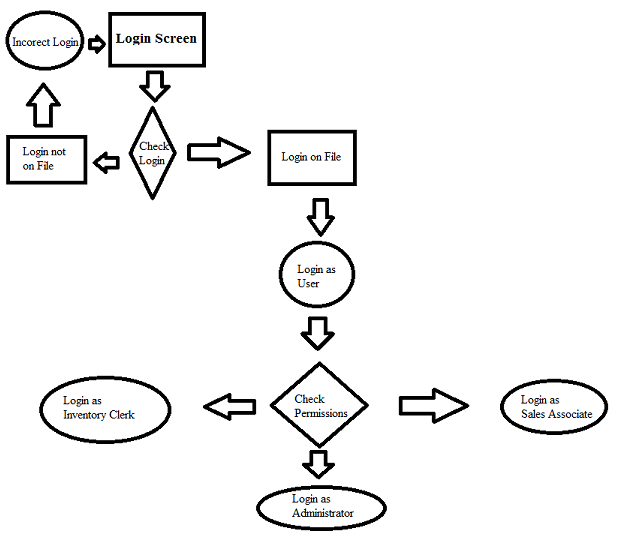 Incorect Login
Login Screen
Login not
on File
Check
Login
Login on File
Login as
User
Login as
Inventory Clerk
Check
Permissions
Login as
Sales Associate
Login as
Administrator